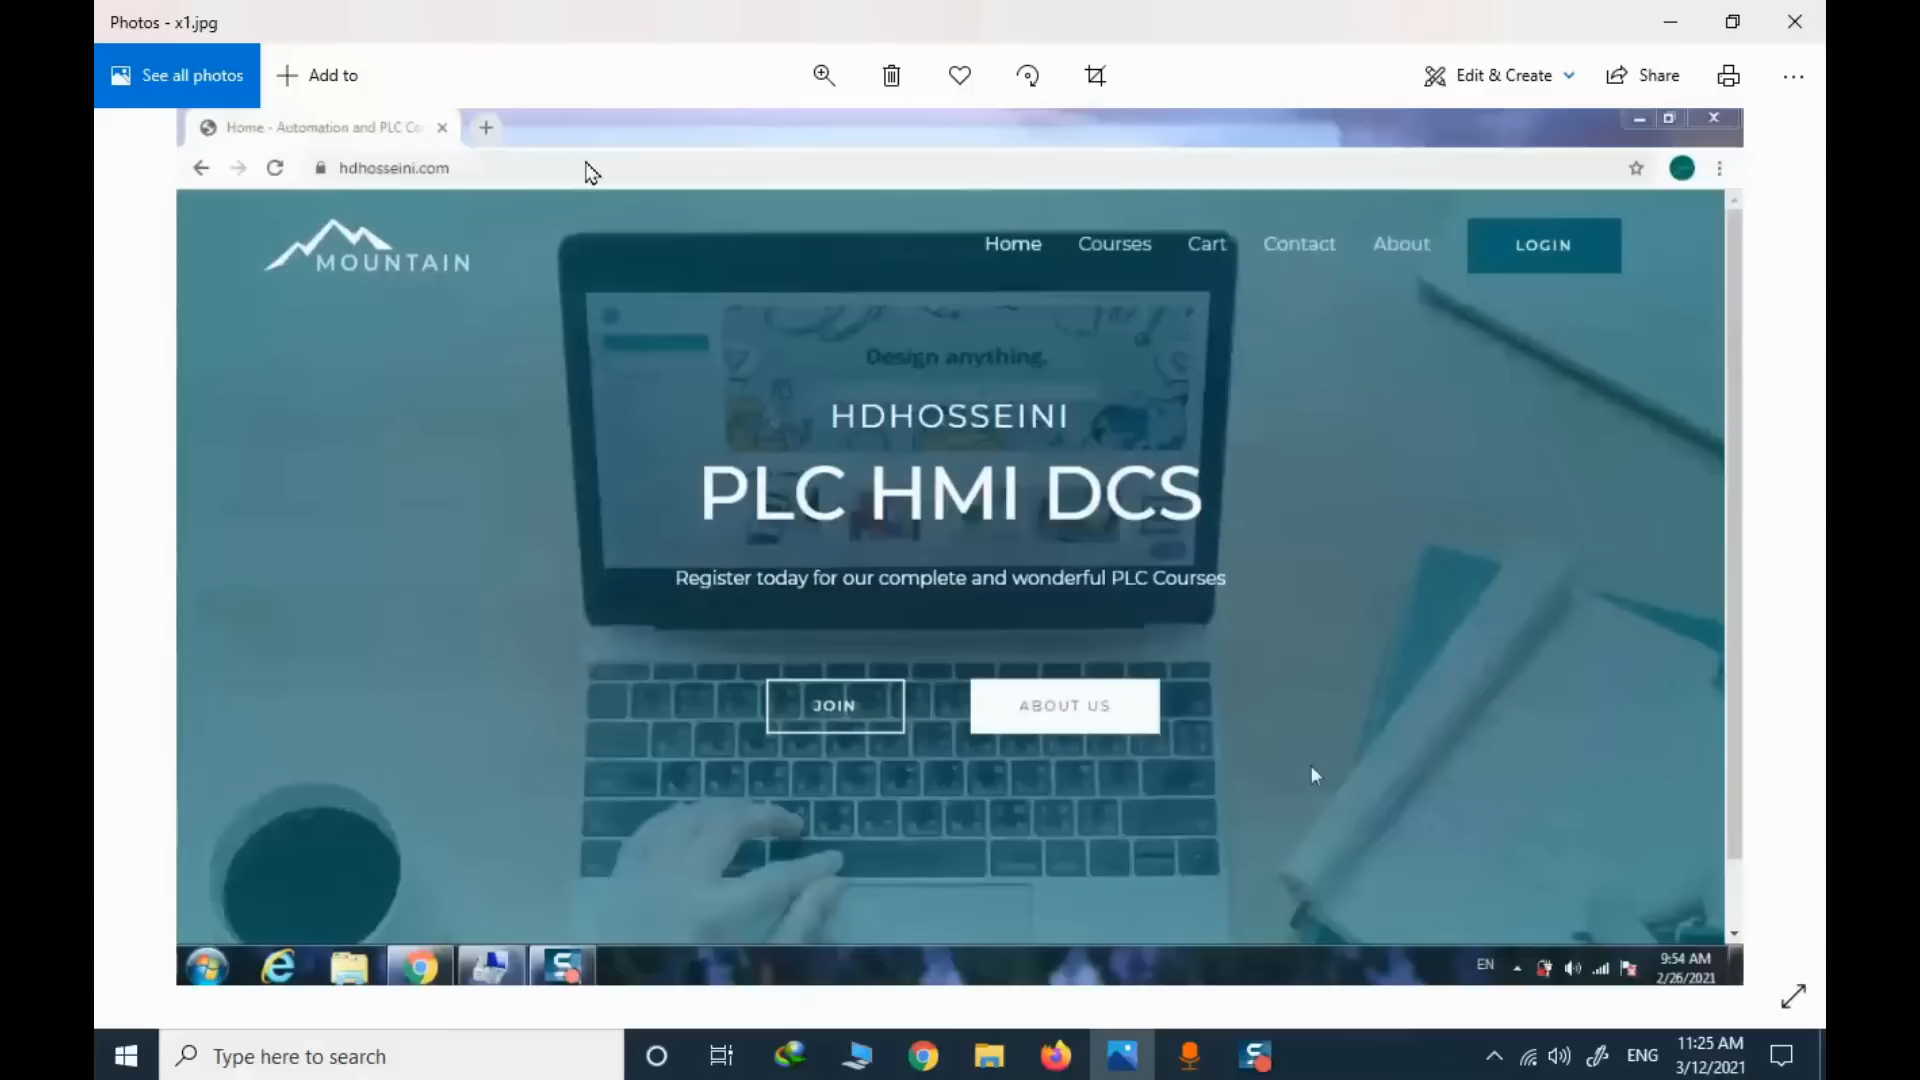 Photos - x1.jpg
See all photos
Add to
Edit & Create
Share
Home - Automation and PLC Co
hdhosseini.com
MOUNTAIN
Home
Courses
Cart
Contact
About
LOGIN
Design anything.
HDHOSSEINI
PLC HMI DCS
Register today for our complete and wonderful PLC Courses
JOIN
ABOUT US
EN
9:54 AM
2/26/2021
Type here to search
ENG
11:25 AM
3/12/2021